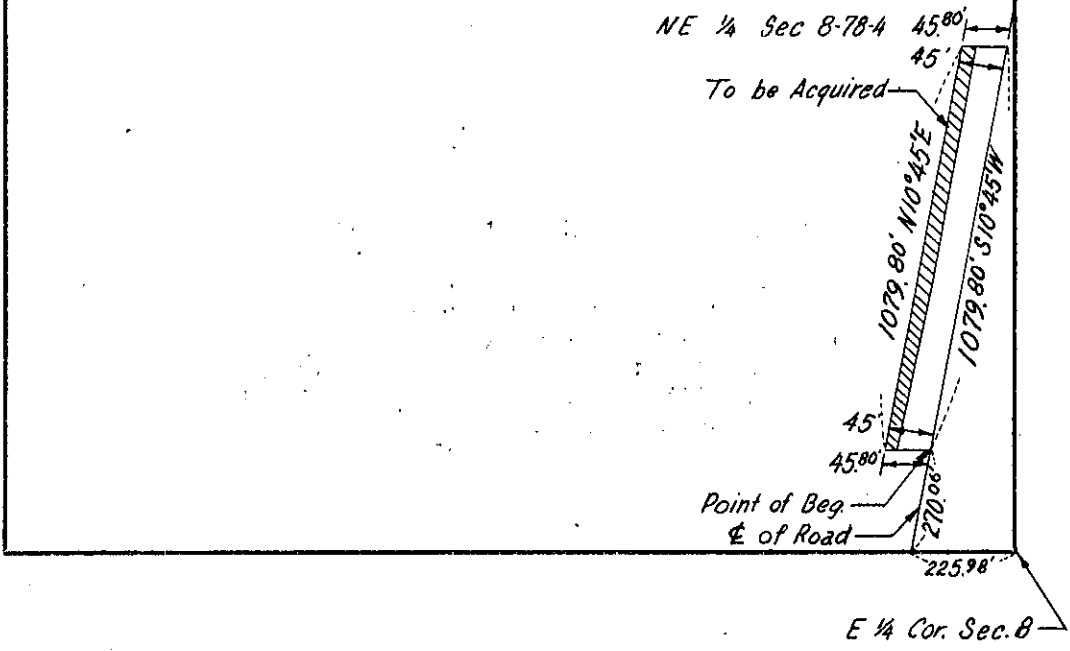 NE ¼ Sec 8-78-4 45.80'
45'
To be Acquired
1079.80' N10°45'E
1079.80' S10°45'W
45'
45.80'
Point of Beg.
270.06'
℄ of Road
225.98'
E ¼ Cor. Sec. 8